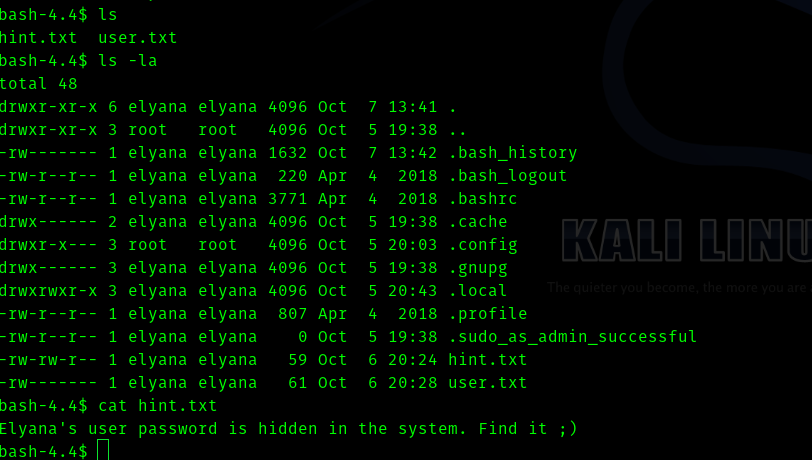 bash-4.4$ ls
hint.txt  user.txt
bash-4.4$ ls -la
total 48
drwxr-xr-x 6 elyana elyana 4096 Oct  7 13:41 .
drwxr-xr-x 3 root   root   4096 Oct  5 19:38 ..
-rw------- 1 elyana elyana 1632 Oct  7 13:42 .bash_history
-rw-r--r-- 1 elyana elyana  220 Apr  4  2018 .bash_logout
-rw-r--r-- 1 elyana elyana 3771 Apr  4  2018 .bashrc
drwx------ 2 elyana elyana 4096 Oct  5 19:38 .cache
drwxr-x--- 3 root   root   4096 Oct  5 20:03 .config
drwx------ 3 elyana elyana 4096 Oct  5 19:38 .gnupg
drwxrwxr-x 3 elyana elyana 4096 Oct  5 20:43 .local
-rw-r--r-- 1 elyana elyana  807 Apr  4  2018 .profile
-rw-r--r-- 1 elyana elyana    0 Oct  5 19:38 .sudo_as_admin_successful
-rw-rw-r-- 1 elyana elyana   59 Oct  6 20:24 hint.txt
-rw------- 1 elyana elyana   61 Oct  6 20:28 user.txt
bash-4.4$ cat hint.txt
Elyana's user password is hidden in the system. Find it ;)
bash-4.4$
KALI LINU
The quieter you become, the more you are